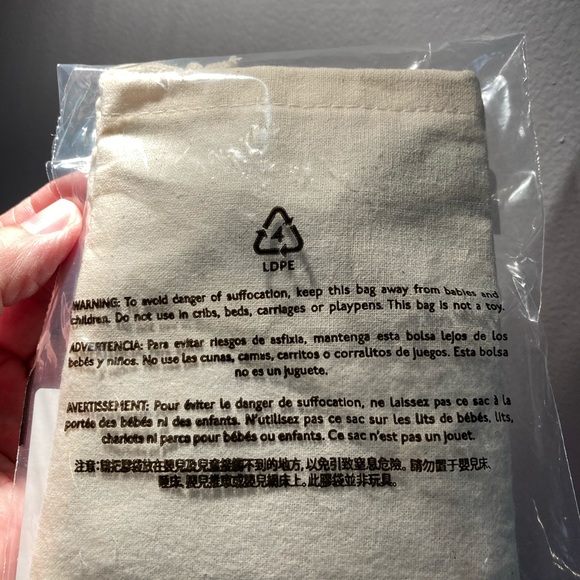 4
LDPE
WARNING: To avoid danger of suffocation, keep this bag away from babies and
children. Do not use in cribs, beds, carriages or playpens. This bag is not a toy.
ADVERTENCIA: Para evitar riesgos de asfixia, mantenga esta bolsa lejos de los
bebés y niños. No use las cunas, camas, carritos o corralitos de juegos. Esta bolsa
no es un juguete.
AVERTISSEMENT: Pour éviter le danger de suffocation, ne laissez pas ce sac à la
portée des bébés ni des enfants. N'utilisez pas ce sac sur les lits de bébés, lits,
chariots ni parcs pour bébés ou enfants. Ce sac n'est pas un jouet.
注意: 請把膠袋放在嬰兒及兒童接觸不到的地方, 以免引致窒息危險。請勿置于嬰兒床、
睡床、嬰兒推車或嬰兒網床上。此膠袋並非玩具。